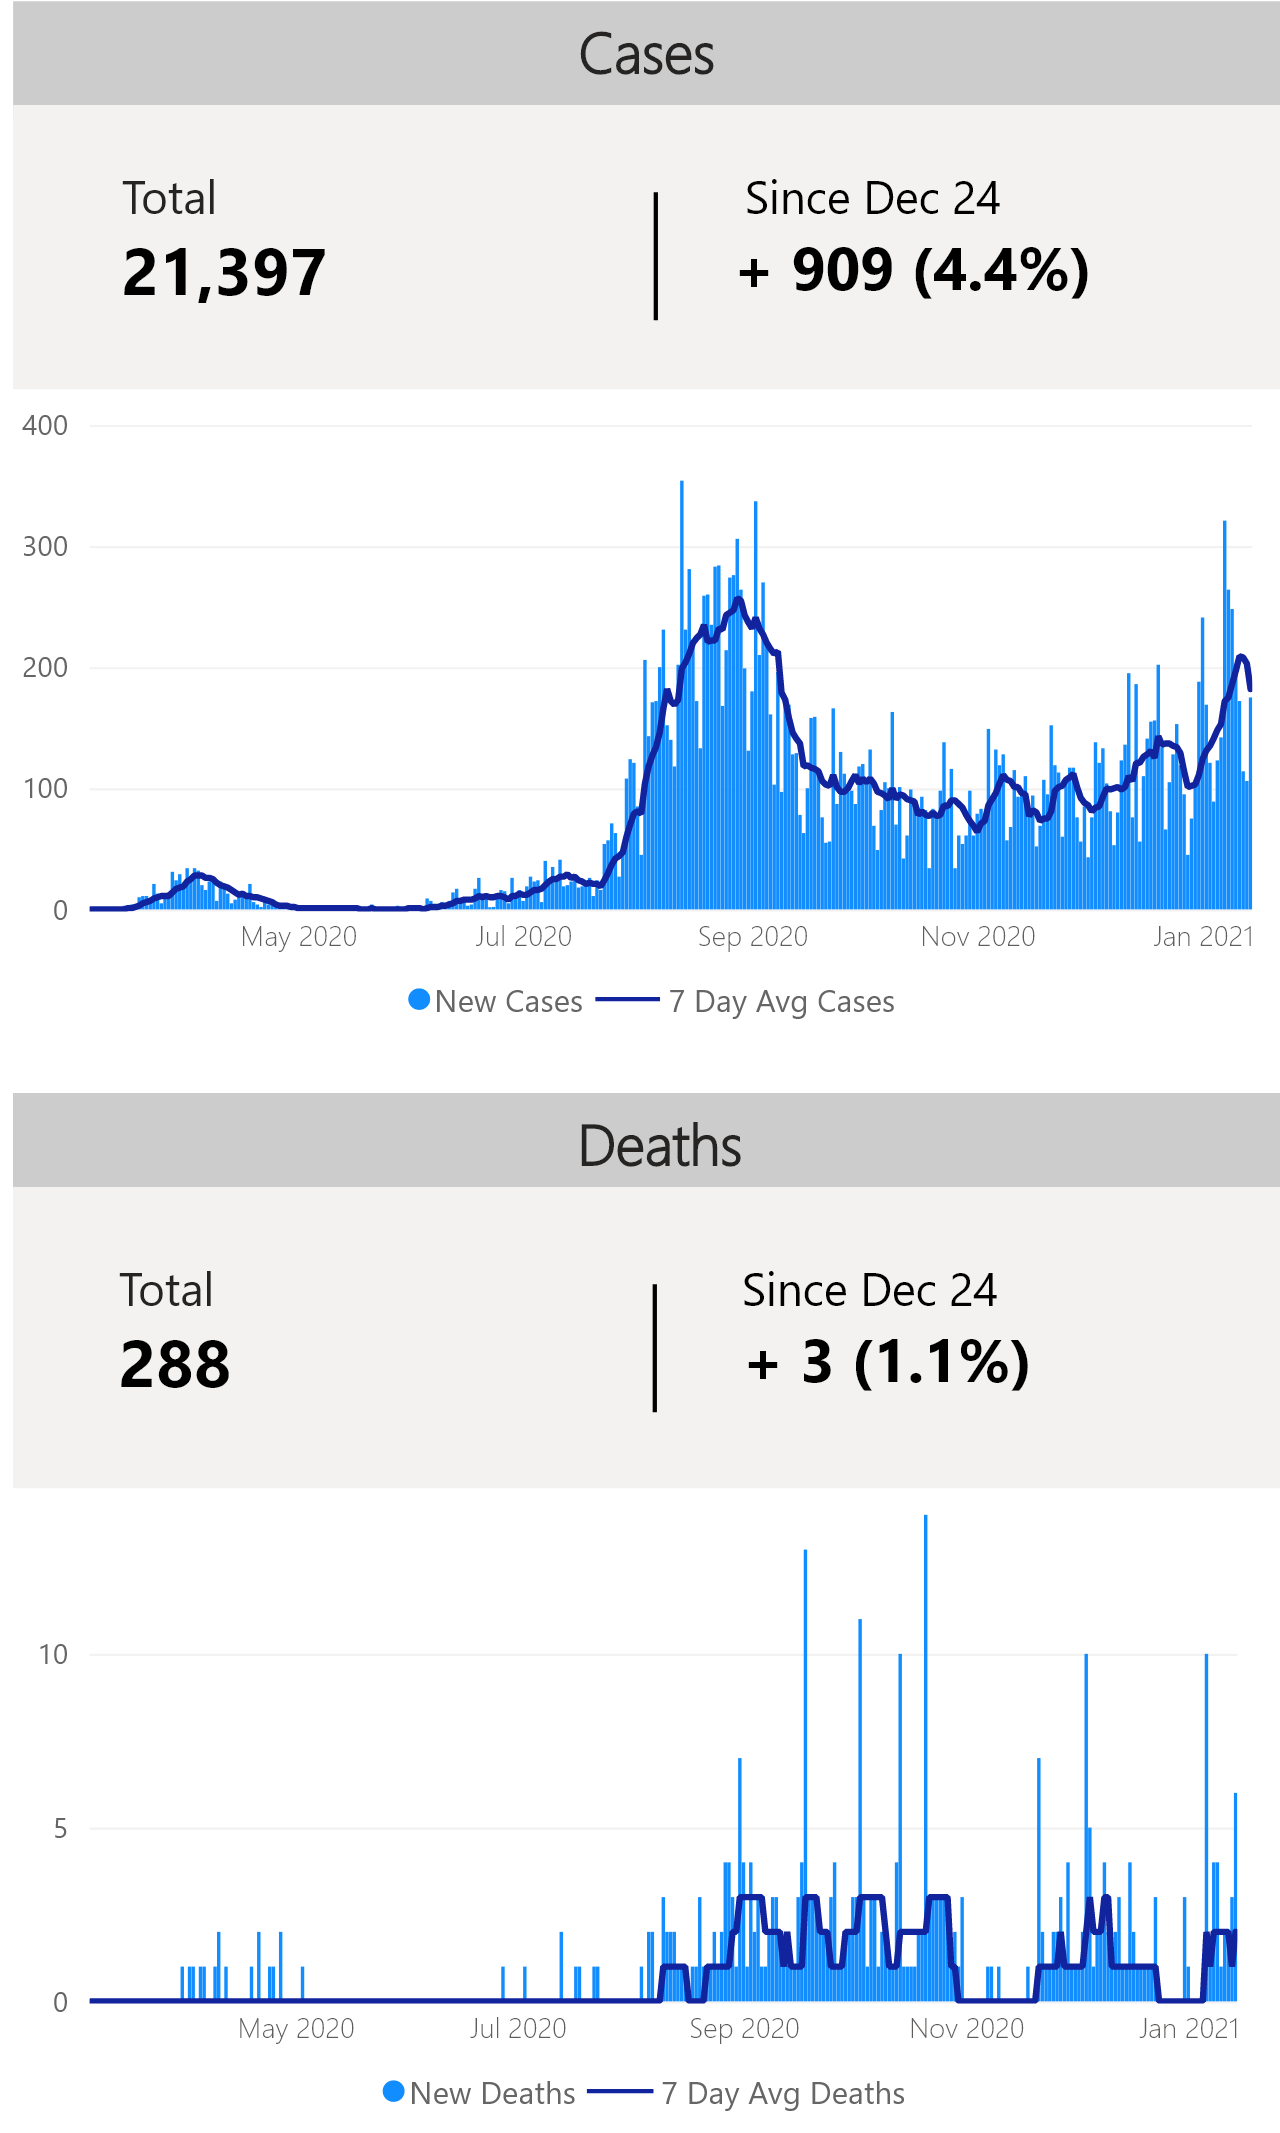 Cases
Total
Since Dec 24
21,397
+ 909 (4.4%)
400
300
200
100
0
May 2020
Jul 2020
Sep 2020
Nov 2020
Jan 2021
New Cases
7 Day Avg Cases
Deaths
Total
Since Dec 24
288
+ 3 (1.1%)
10
5
0
May 2020
Jul 2020
Sep 2020
Nov 2020
Jan 2021
New Deaths
7 Day Avg Deaths